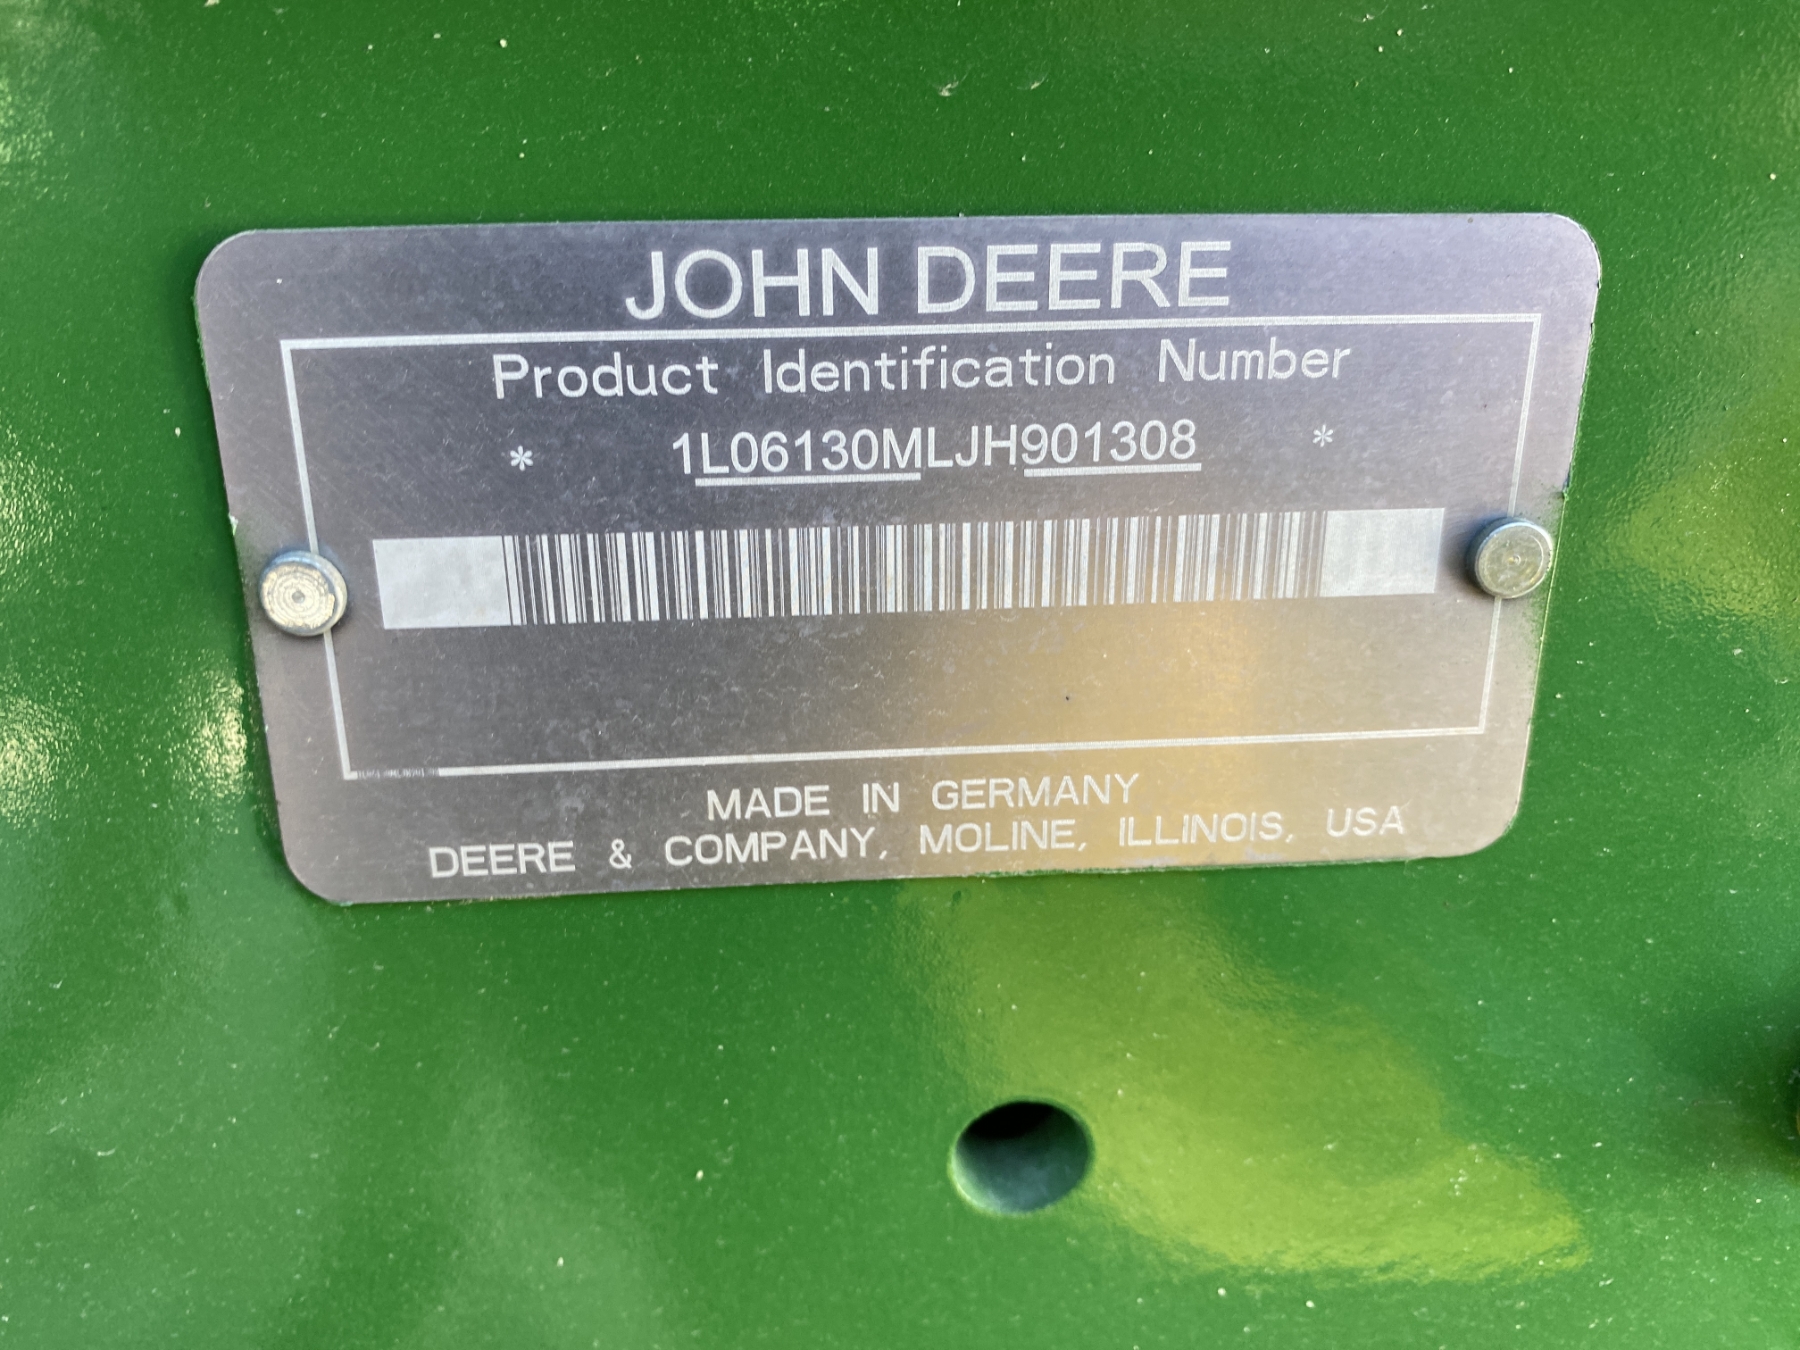 JOHN DEERE
Product Identification Number
* 1L06130MLJH901308 *
MADE IN GERMANY
DEERE & COMPANY, MOLINE, ILLINOIS, USA